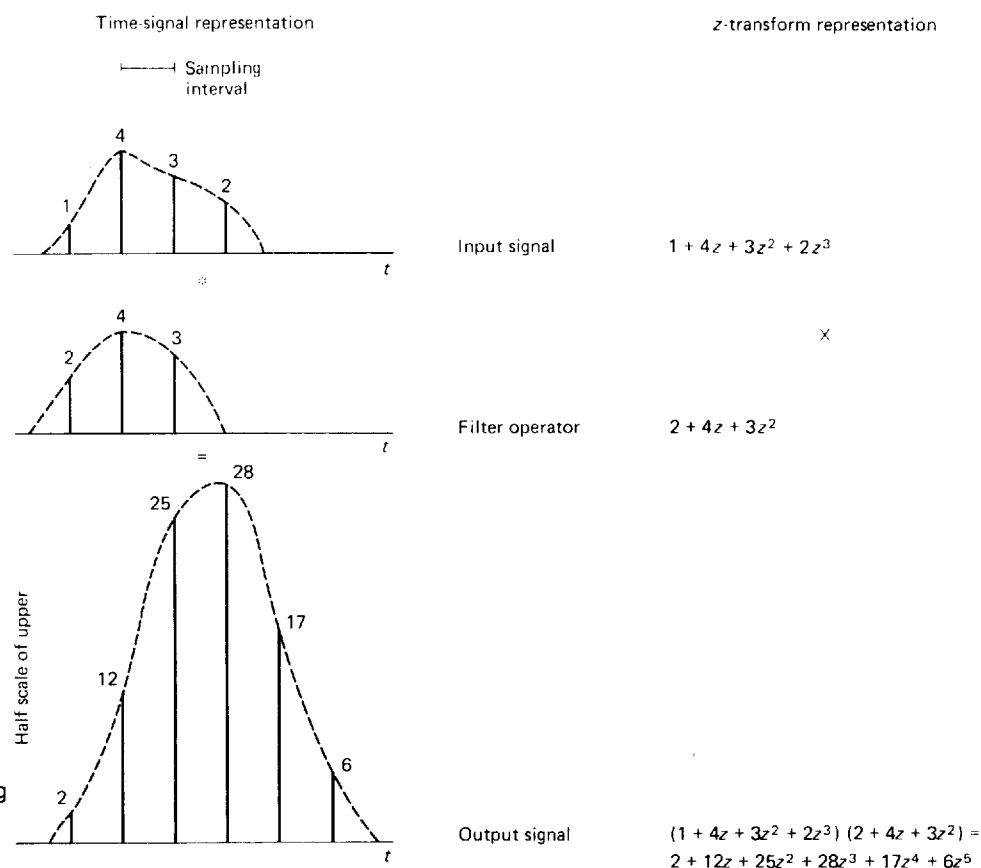 Time-signal representation
z-transform representation
Sampling
interval
4
3
2
1
t
Input signal
1 + 4z + 3z² + 2z³
*
×
4
3
2
t
Filter operator
2 + 4z + 3z²
=
28
25
17
12
6
2
Half scale of upper
g
t
Output signal
(1 + 4z + 3z² + 2z³) (2 + 4z + 3z²) =
2 + 12z + 25z² + 28z³ + 17z⁴ + 6z⁵